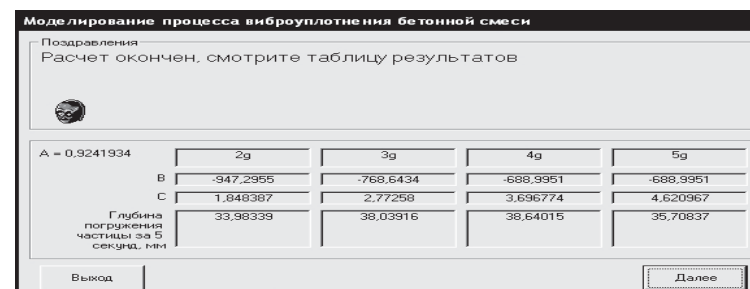 Моделирование процесса виброуплотнения бетонной смеси
Поздравления
Расчет окончен, смотрите таблицу результатов
A = 0,9241934 2g 3g 4g 5g
B -947,2955 -768,6434 -688,9951 -688,9951
C 1,848387 2,77258 3,696774 4,620967
Глубина 33,98339 38,03916 38,64015 35,70837
погружения
частицы за 5
секунд, мм
Выход Далее